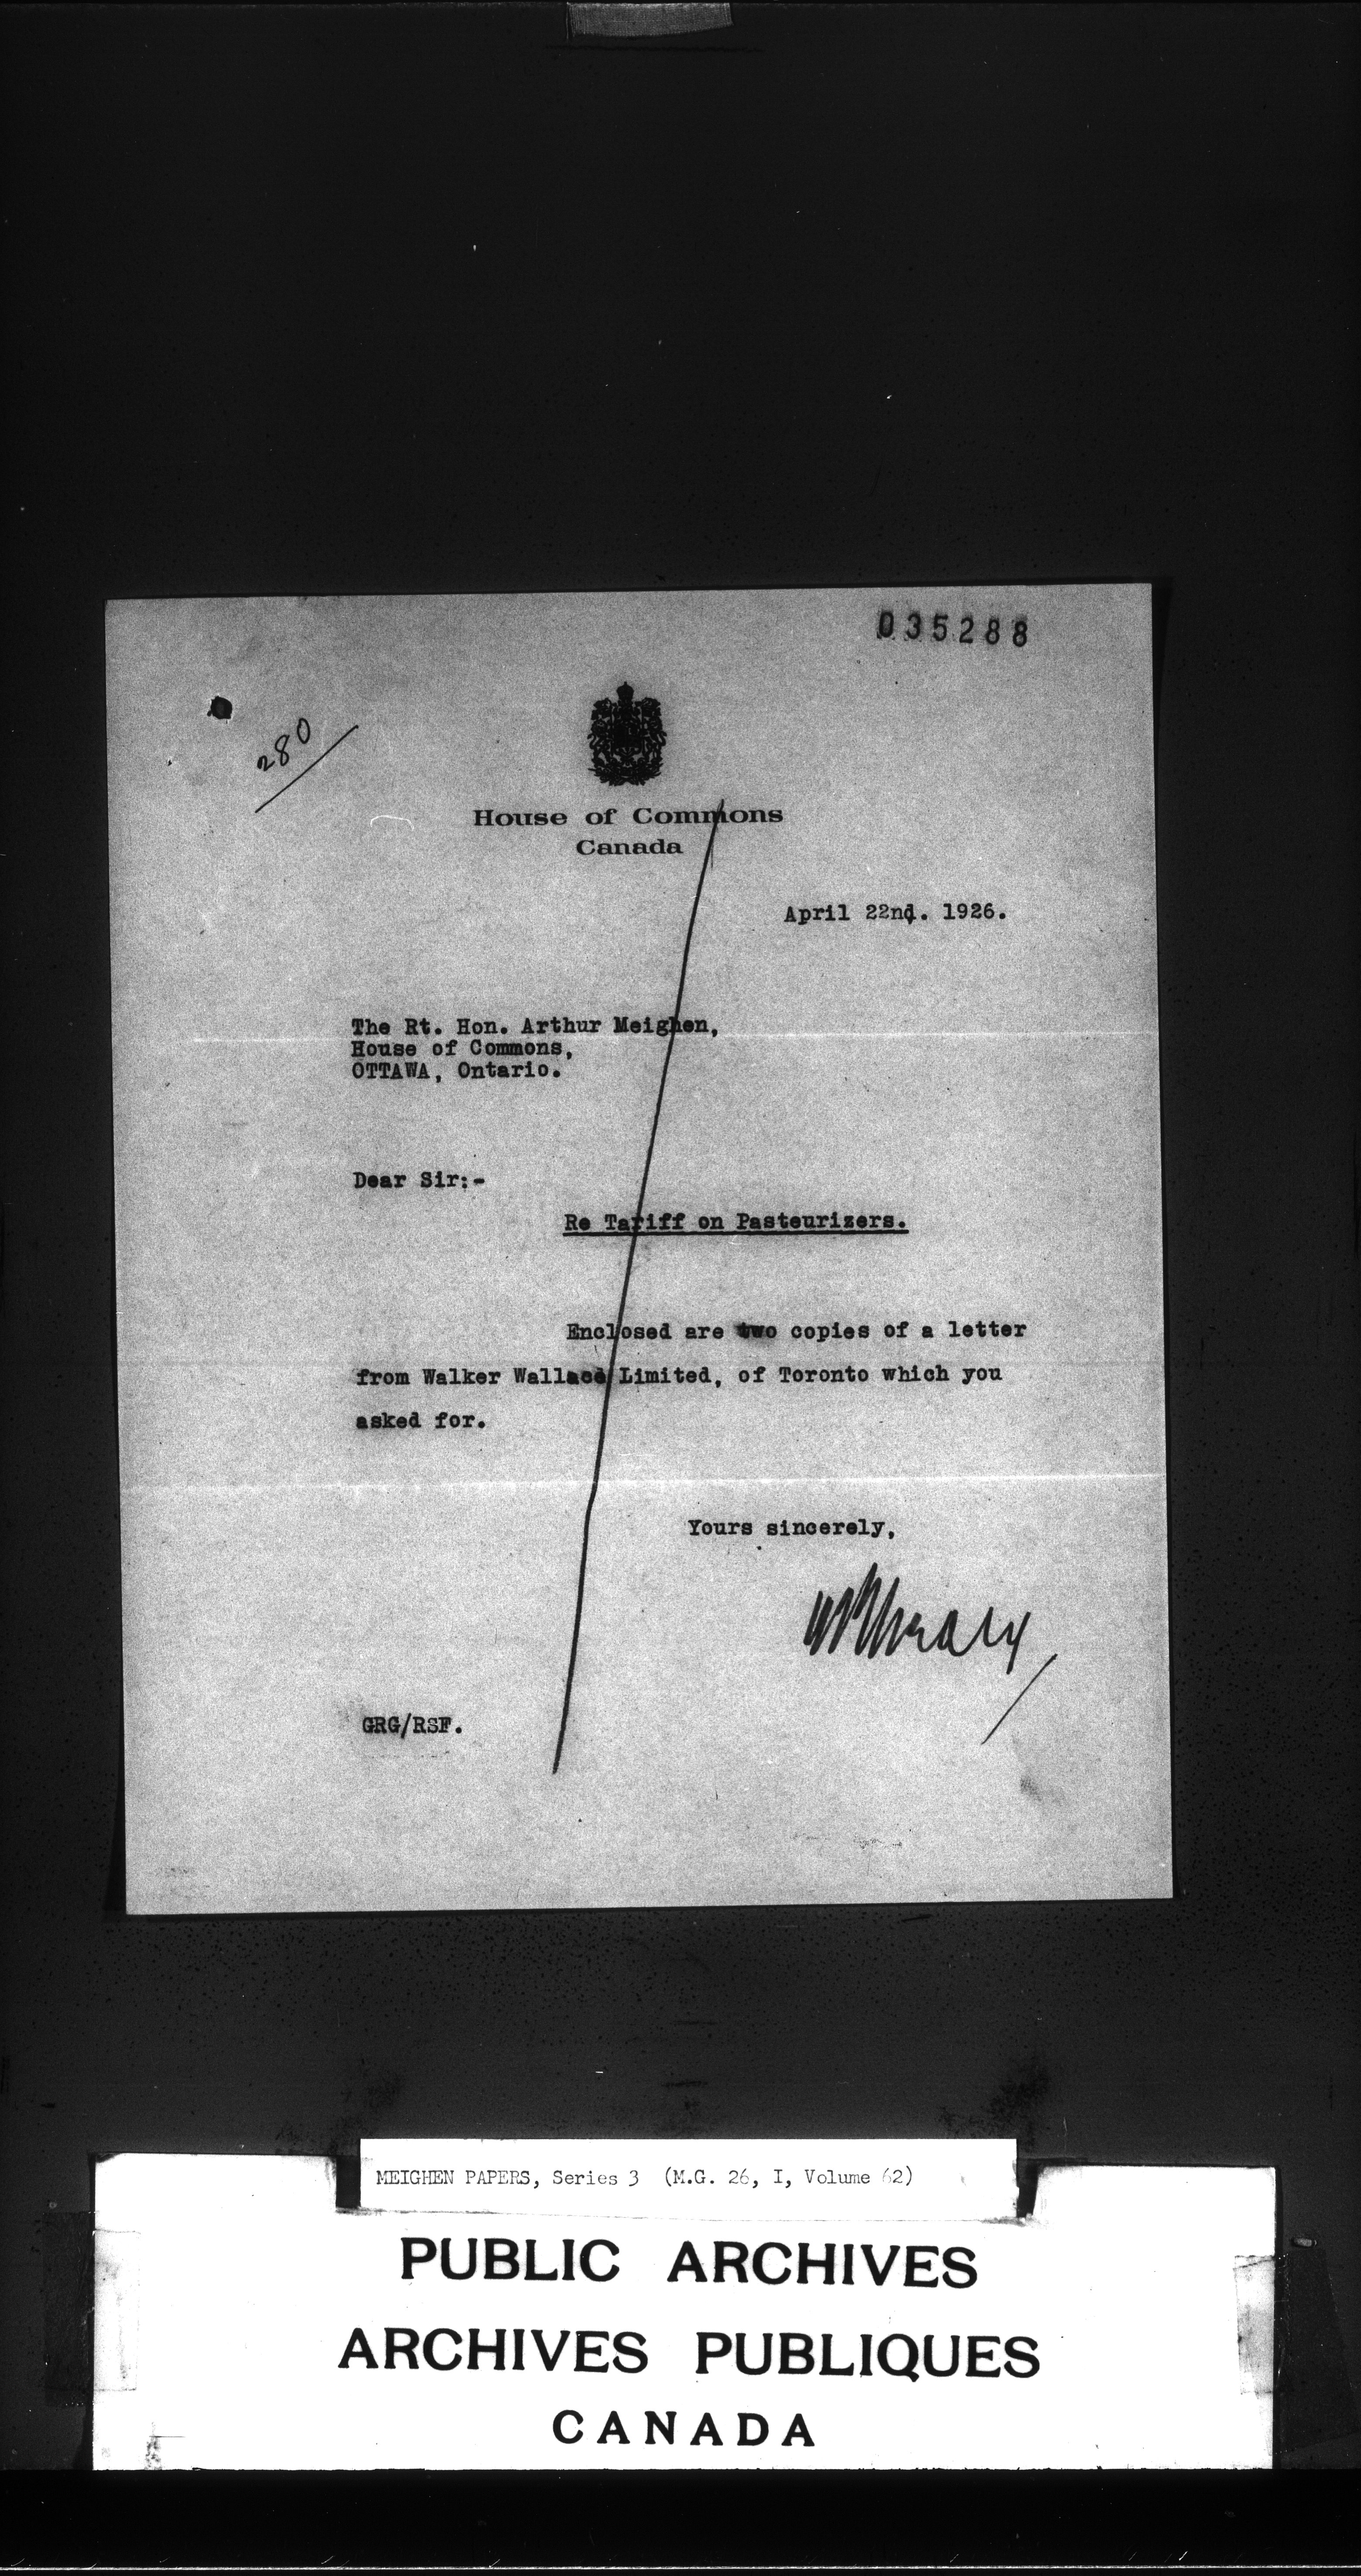 035288
280
House of Commons
Canada
April 22nd. 1926.
The Rt. Hon. Arthur Meighen,
House of Commons,
OTTAWA, Ontario.
Dear Sir:-
Re Tariff on Pasteurizers.
Enclosed are two copies of a letter
from Walker Wallace Limited, of Toronto which you
asked for.
Yours sincerely,
GRG/RSF.
MEIGHEN PAPERS, Series 3 (M.G. 26, I, Volume 62)
PUBLIC ARCHIVES
ARCHIVES PUBLIQUES
CANADA